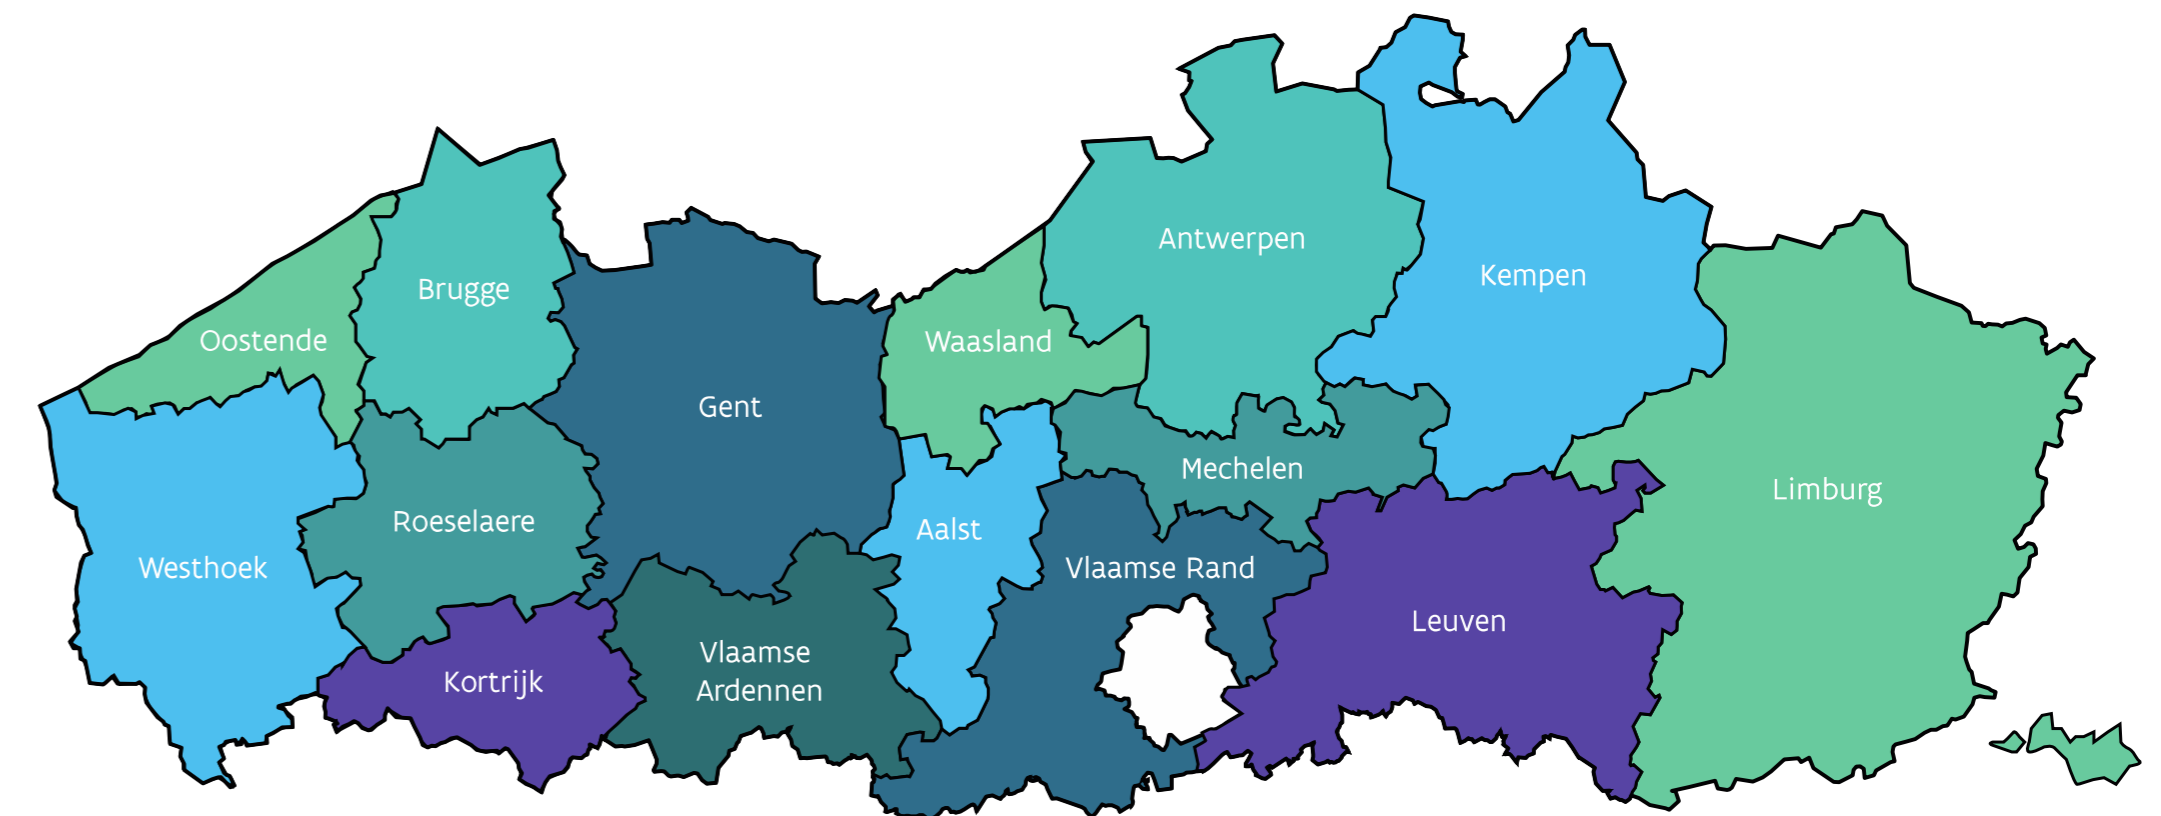 Antwerpen
Kempen
Brugge
Oostende
Waasland
Gent
Mechelen
Limburg
Roeselaere
Aalst
Westhoek
Vlaamse Rand
Leuven
Kortrijk
Vlaamse
Ardennen